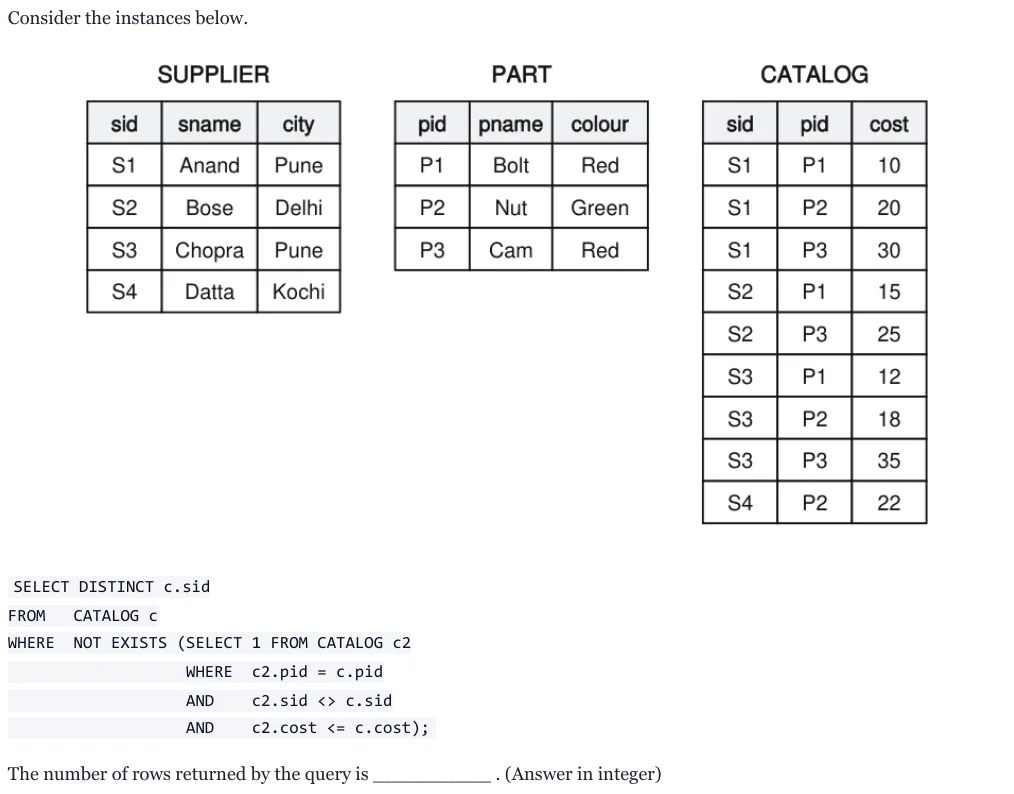 Consider the instances below.
SUPPLIER PART CATALOG
sid sname city pid pname colour sid pid cost
S1 Anand Pune P1 Bolt Red S1 P1 10
S2 Bose Delhi P2 Nut Green S1 P2 20
S3 Chopra Pune P3 Cam Red S1 P3 30
S4 Datta Kochi S2 P1 15
S2 P3 25
S3 P1 12
S3 P2 18
S3 P3 35
S4 P2 22
SELECT DISTINCT c.sid
FROM CATALOG c
WHERE NOT EXISTS (SELECT 1 FROM CATALOG c2
WHERE c2.pid = c.pid
AND c2.sid <> c.sid
AND c2.cost <= c.cost);
The number of rows returned by the query is ____________ . (Answer in integer)